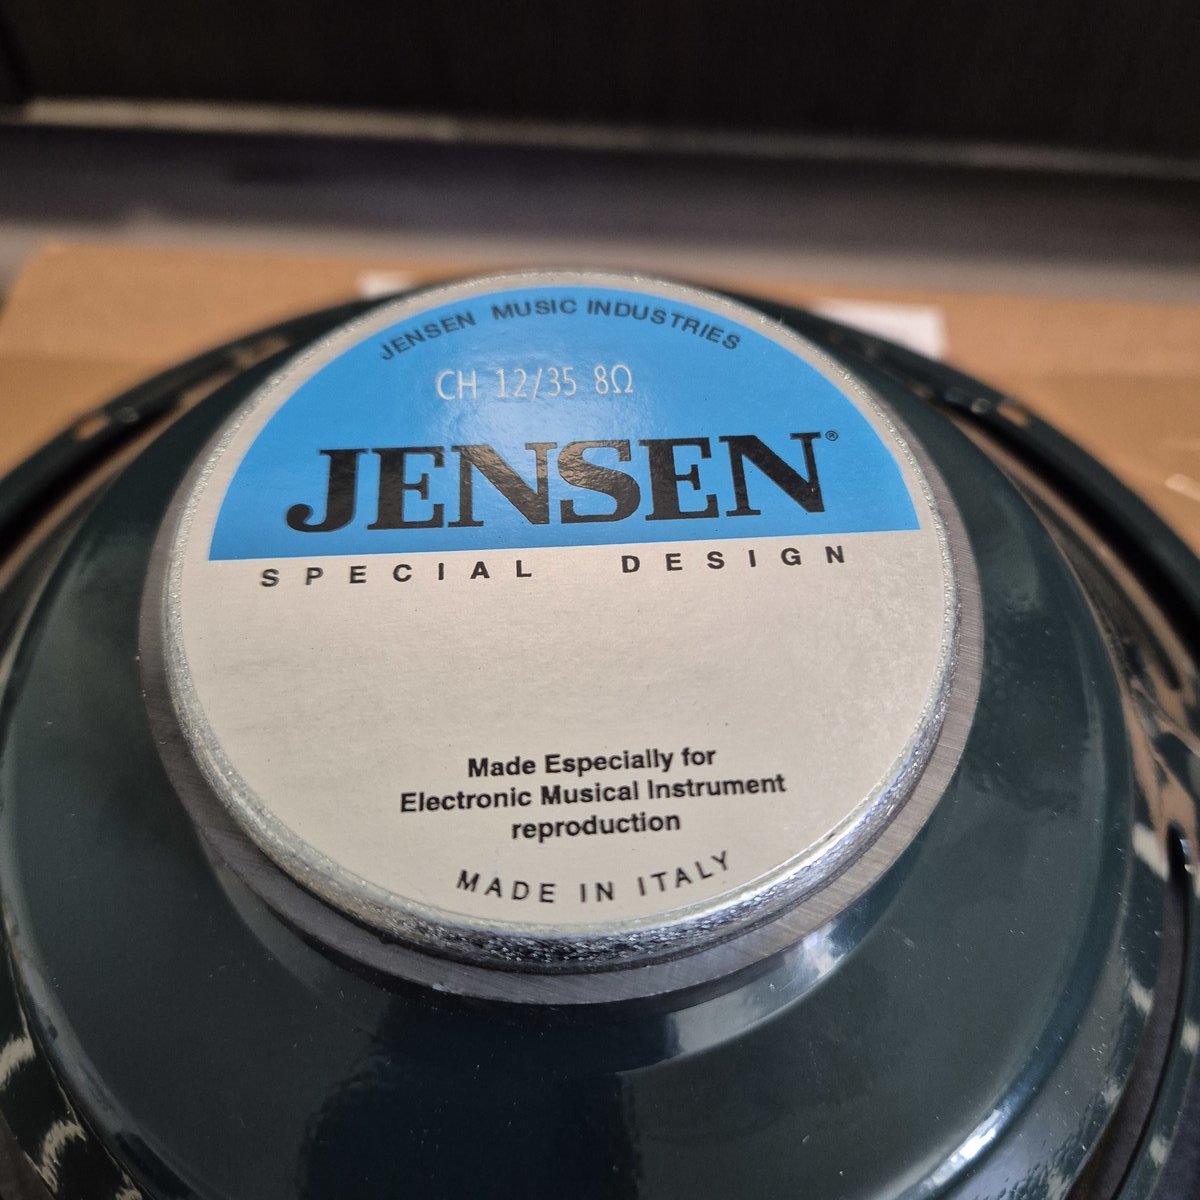 JENSEN MUSIC INDUSTRIES
CH 12/35 8Ω
JENSEN®
SPECIAL DESIGN
Made Especially for
Electronic Musical Instrument
reproduction
MADE IN ITALY